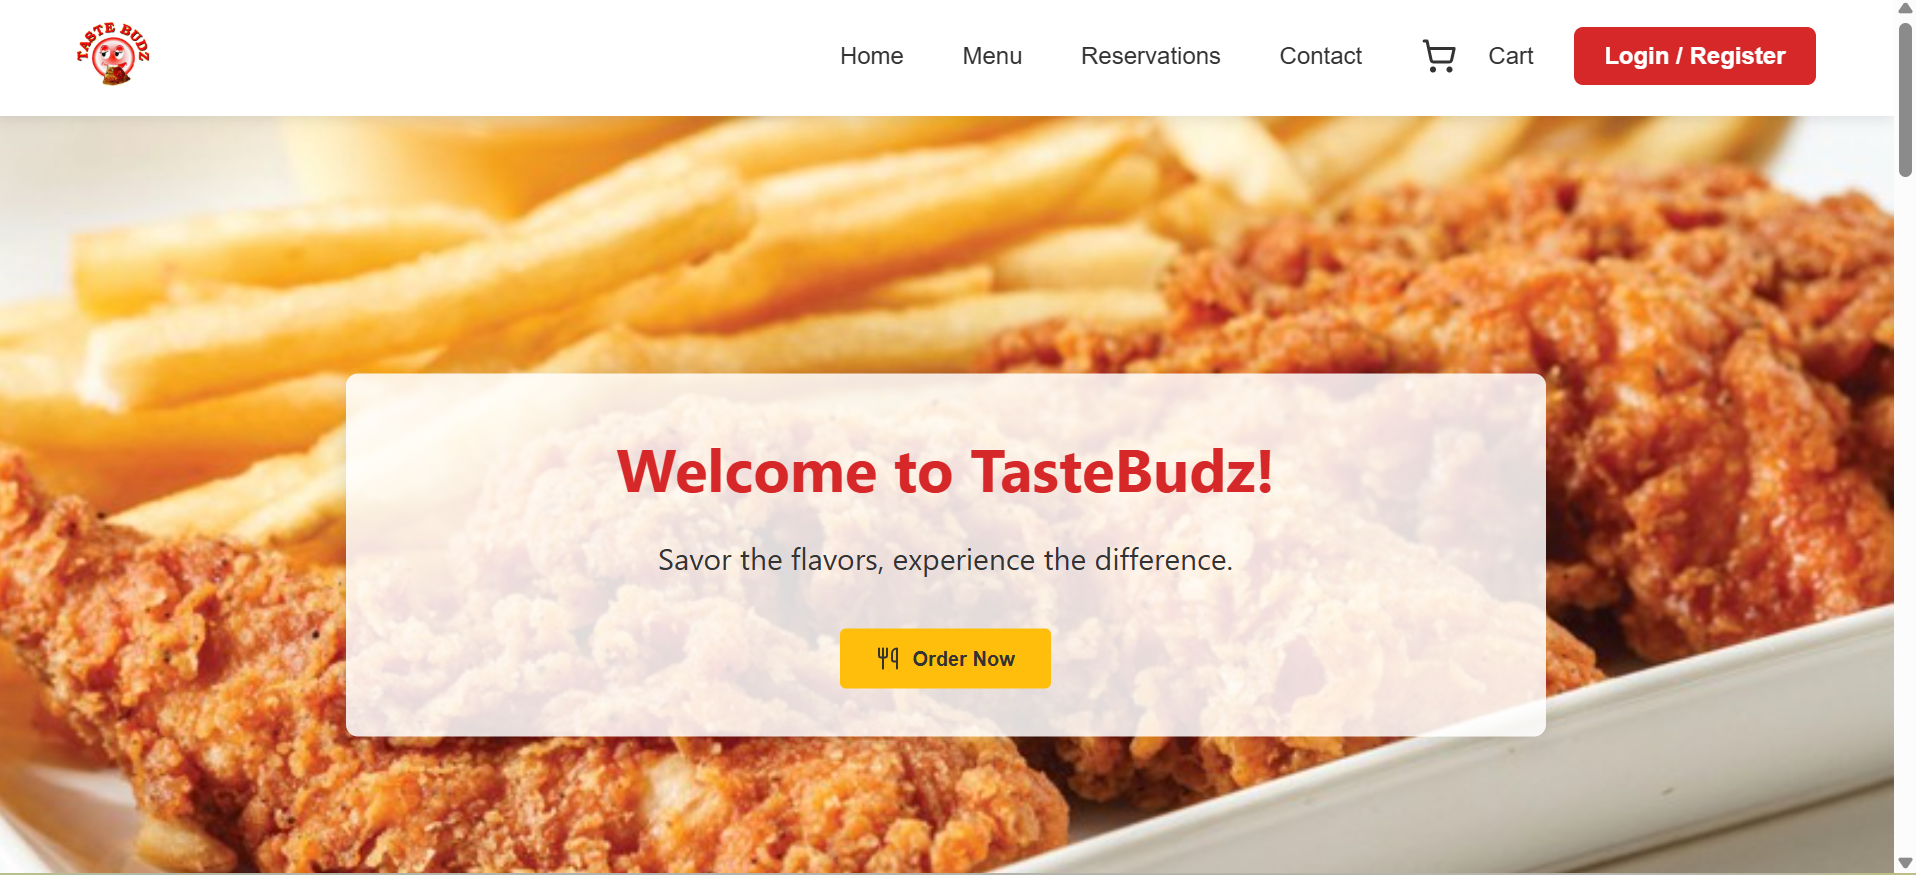 TASTE BUDZ
Home
Menu
Reservations
Contact
Cart
Login / Register
Welcome to TasteBudz!
Savor the flavors, experience the difference.
Order Now